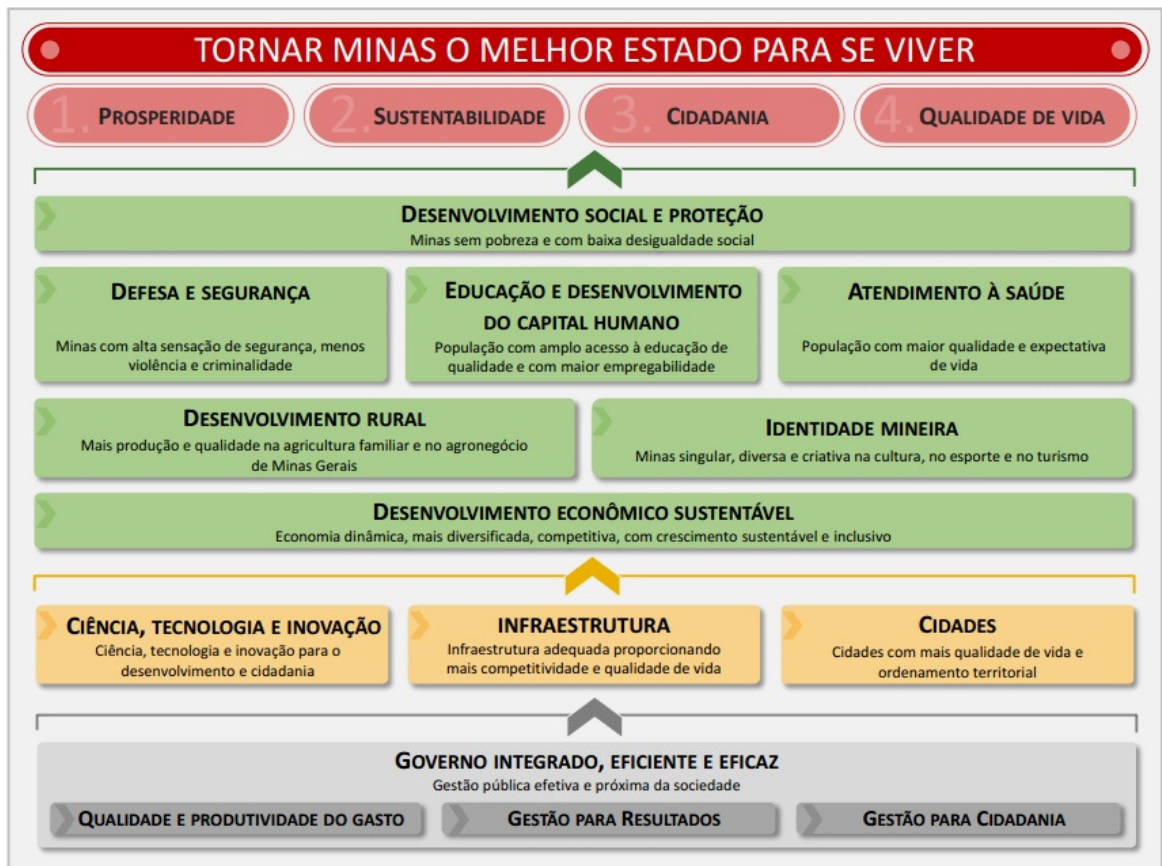 TORNAR MINAS O MELHOR ESTADO PARA SE VIVER
1. PROSPERIDADE
2. SUSTENTABILIDADE
3. CIDADANIA
4. QUALIDADE DE VIDA
DESENVOLVIMENTO SOCIAL E PROTEÇÃO
Minas sem pobreza e com baixa desigualdade social
DEFESA E SEGURANÇA
Minas com alta sensação de segurança, menos
violência e criminalidade
EDUCAÇÃO E DESENVOLVIMENTO
DO CAPITAL HUMANO
População com amplo acesso à educação de
qualidade e com maior empregabilidade
ATENDIMENTO À SAÚDE
População com maior qualidade e expectativa
de vida
DESENVOLVIMENTO RURAL
Mais produção e qualidade na agricultura familiar e no agronegócio
de Minas Gerais
IDENTIDADE MINEIRA
Minas singular, diversa e criativa na cultura, no esporte e no turismo
DESENVOLVIMENTO ECONÔMICO SUSTENTÁVEL
Economia dinâmica, mais diversificada, competitiva, com crescimento sustentável e inclusivo
CIÊNCIA, TECNOLOGIA E INOVAÇÃO
Ciência, tecnologia e inovação para o
desenvolvimento e cidadania
INFRAESTRUTURA
Infraestrutura adequada proporcionando
mais competitividade e qualidade de vida
CIDADES
Cidades com mais qualidade de vida e
ordenamento territorial
GOVERNO INTEGRADO, EFICIENTE E EFICAZ
Gestão pública efetiva e próxima da sociedade
QUALIDADE E PRODUTIVIDADE DO GASTO
GESTÃO PARA RESULTADOS
GESTÃO PARA CIDADANIA